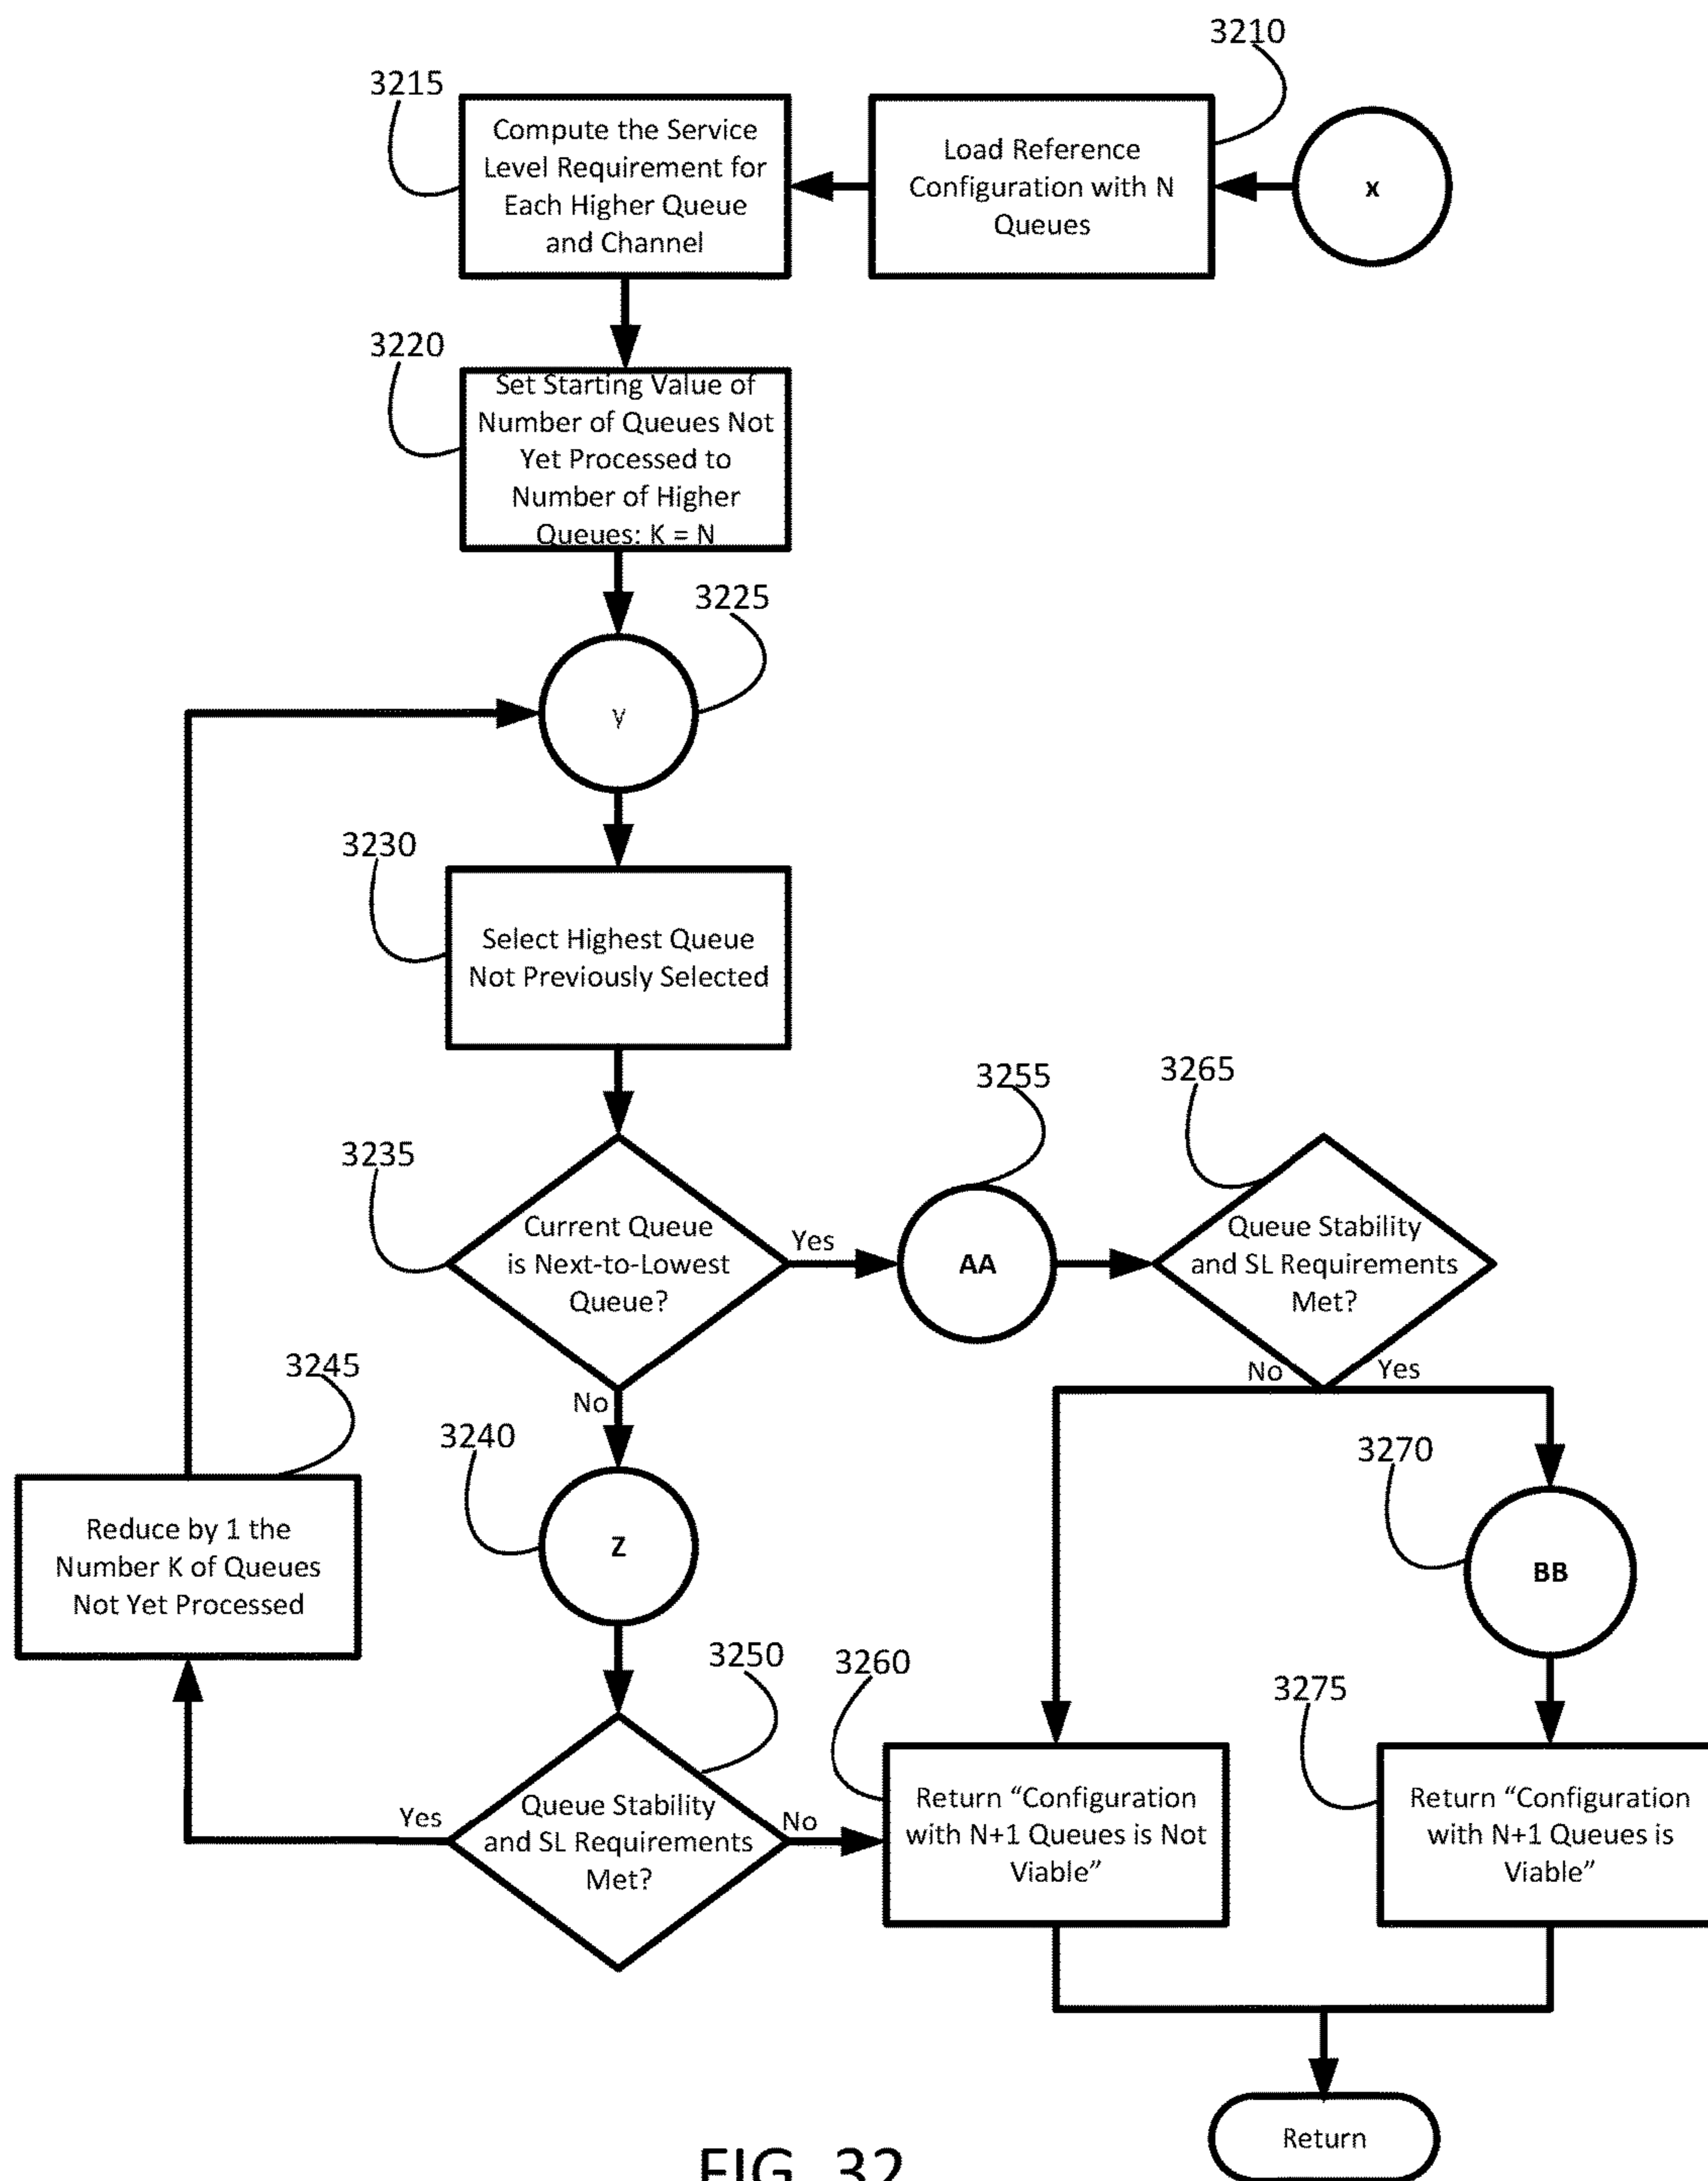 3210
3215
Compute the Service
Level Requirement for
Each Higher Queue
and Channel
Load Reference
Configuration with N
Queues
x
3220
Set Starting Value of
Number of Queues Not
Yet Processed to
Number of Higher
Queues: K = N
3225
y
3230
Select Highest Queue
Not Previously Selected
3255
3265
3235
Current Queue
is Next-to-Lowest
Queue?
Yes
AA
Queue Stability
and SL Requirements
Met?
No
Yes
No
3245
3240
3270
Reduce by 1 the
Number K of Queues
Not Yet Processed
Z
BB
3250
3260
3275
Yes
Queue Stability
and SL Requirements
Met?
No
Return “Configuration
with N+1 Queues is Not
Viable”
Return “Configuration
with N+1 Queues is
Viable”
Return
FIG. 32